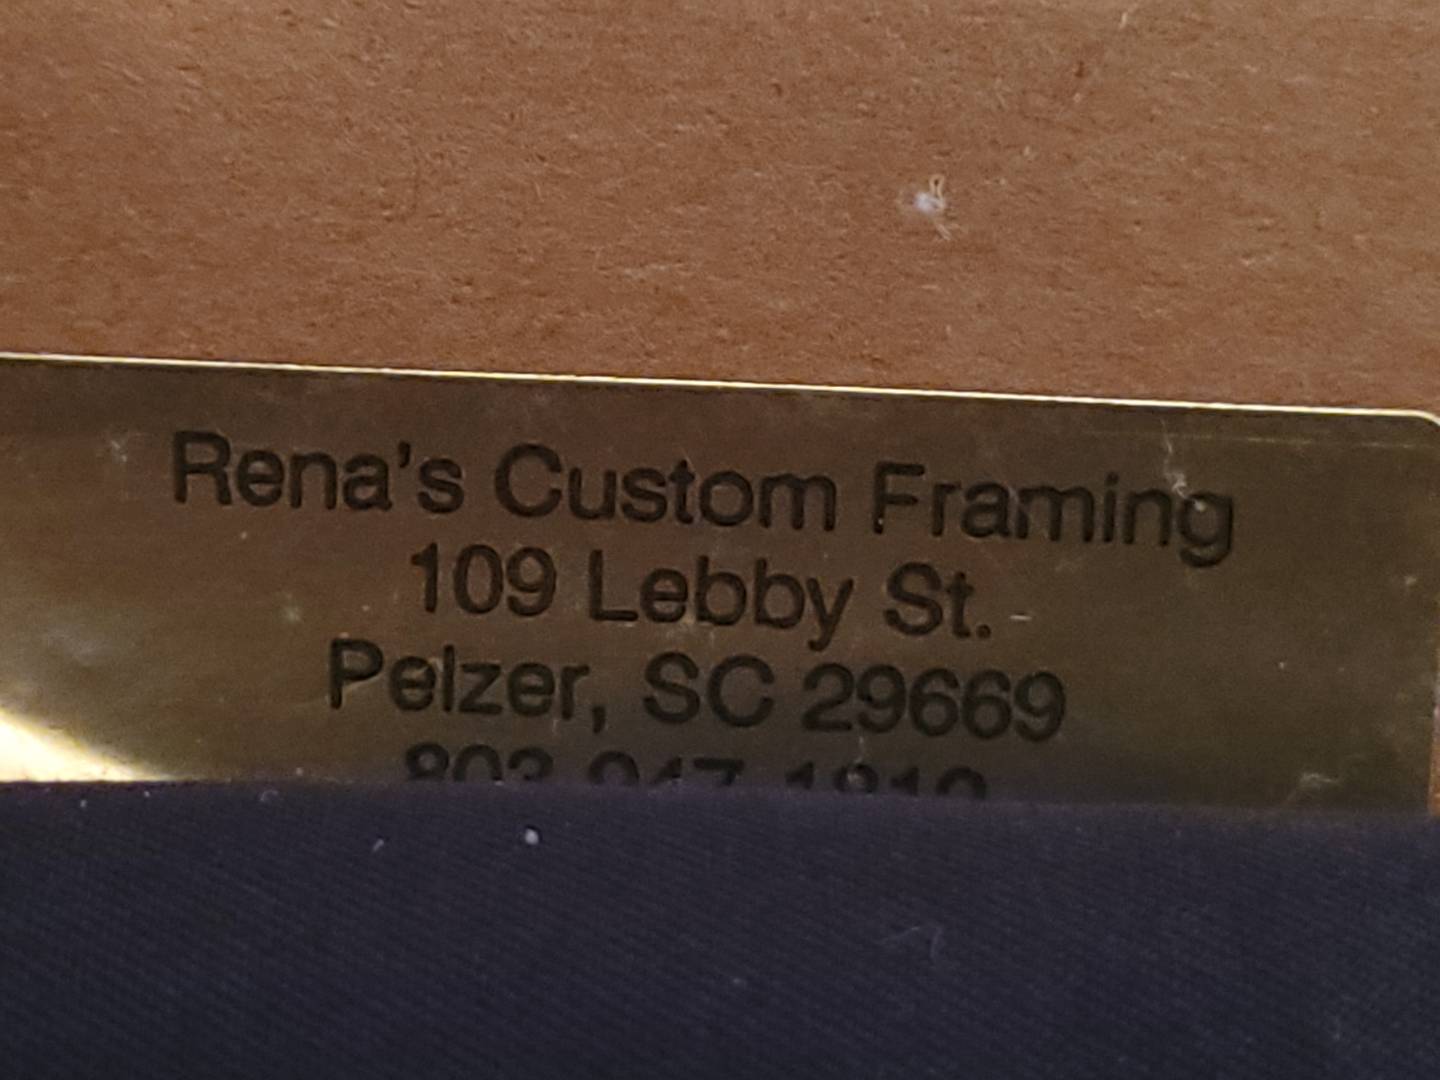 Rena's Custom Framing
109 Lebby St.
Pelzer, SC 29669